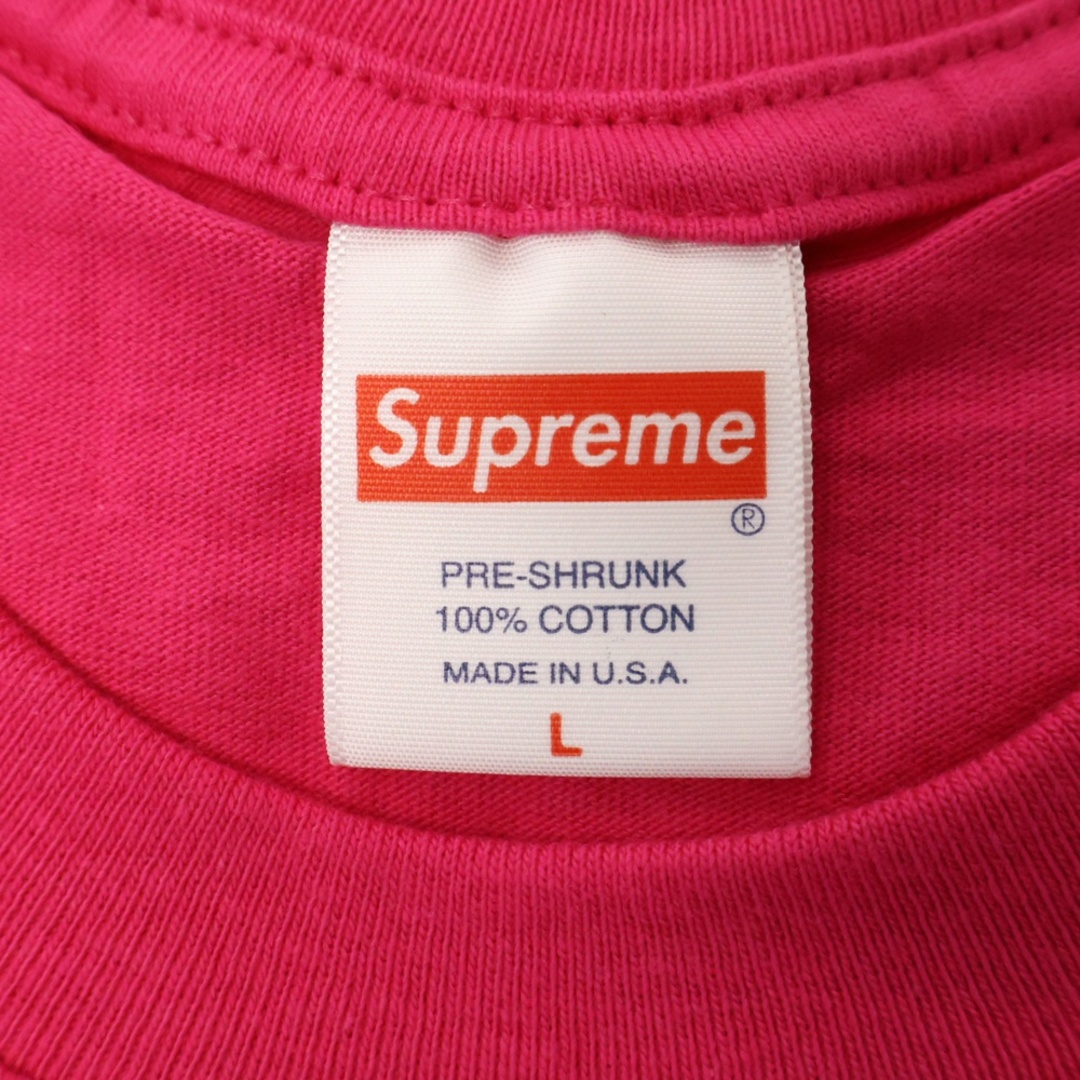 Supreme
®
PRE-SHRUNK
100% COTTON
MADE IN U.S.A.
L